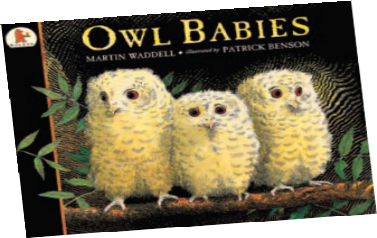 OWL BABIES
MARTIN WADDELL • illustrated by PATRICK BENSON